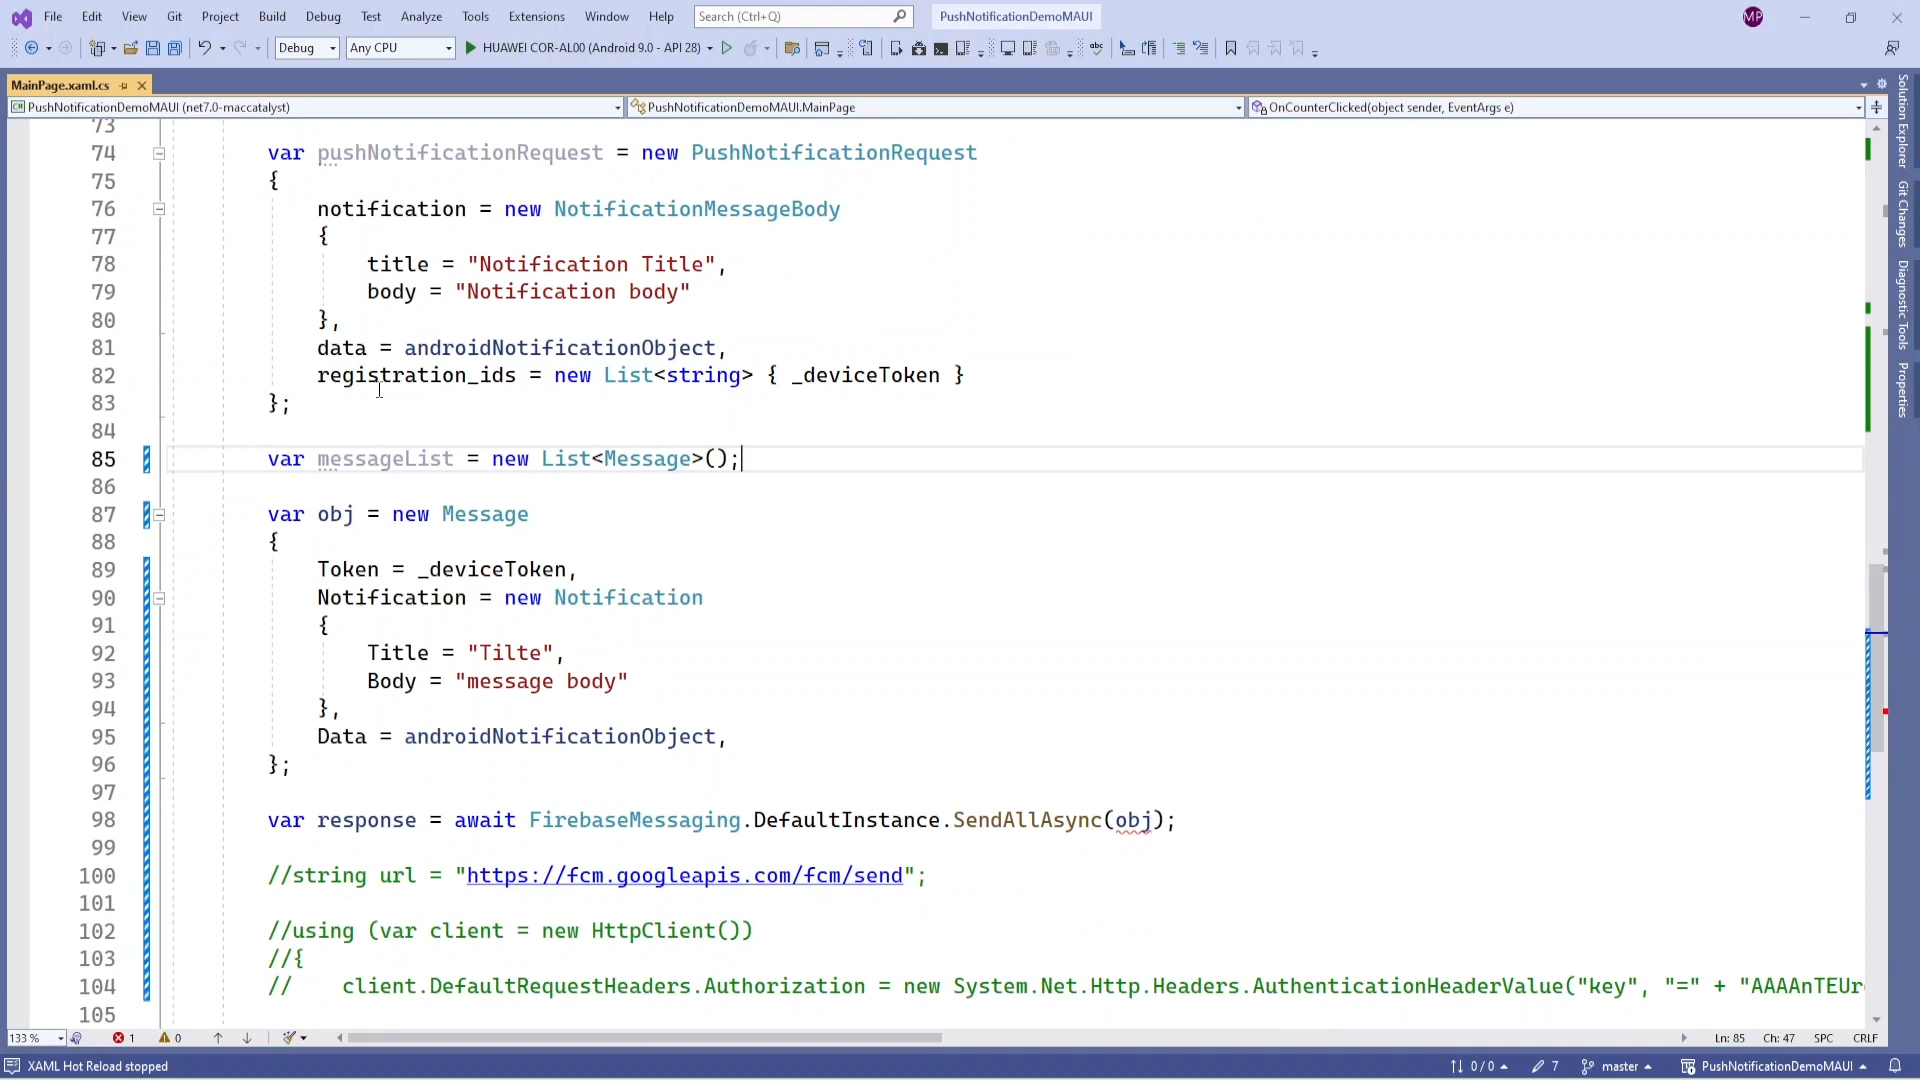 File Edit View Git Project Build Debug Test Analyze Tools Extensions Window Help Search (Ctrl+Q) PushNotificationDemoMAUI MP
Debug Any CPU HUAWEI COR-AL00 (Android 9.0 - API 28)
MainPage.xaml.cs
PushNotificationDemoMAUI (net7.0-maccatalyst) PushNotificationDemoMAUI.MainPage OnCounterClicked(object sender, EventArgs e)
73
74 var pushNotificationRequest = new PushNotificationRequest
75 {
76 notification = new NotificationMessageBody
77 {
78 title = "Notification Title",
79 body = "Notification body"
80 },
81 data = androidNotificationObject,
82 registration_ids = new List<string> { _deviceToken }
83 };
84
85 var messageList = new List<Message>();
86
87 var obj = new Message
88 {
89 Token = _deviceToken,
90 Notification = new Notification
91 {
92 Title = "Tilte",
93 Body = "message body"
94 },
95 Data = androidNotificationObject,
96 };
97
98 var response = await FirebaseMessaging.DefaultInstance.SendAllAsync(obj);
99
100 //string url = "https://fcm.googleapis.com/fcm/send";
101
102 //using (var client = new HttpClient())
103 //{
104 // client.DefaultRequestHeaders.Authorization = new System.Net.Http.Headers.AuthenticationHeaderValue("key", "=" + "AAAAnTEUr
105
Solution Explorer
Git Changes
Diagnostic Tools
Properties
133 % 1 0 Ln: 85 Ch: 47 SPC CRLF
XAML Hot Reload stopped 0 / 0 7 master PushNotificationDemoMAUI